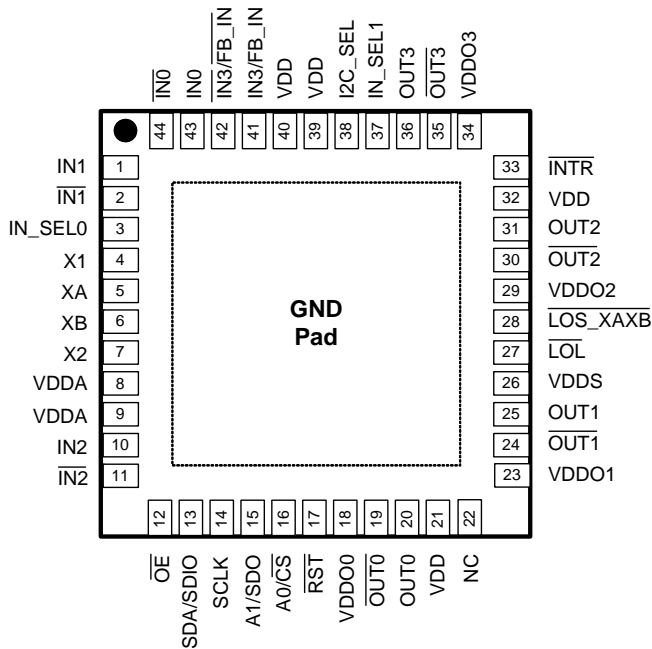 IN0
IN0
IN3/FB_IN
IN3/FB_IN
VDD
VDD
I2C_SEL
IN_SEL1
OUT3
OUT3
VDDO3
44
43
42
41
40
39
38
37
36
35
34
IN1 1
IN1 2
IN_SEL0 3
X1 4
XA 5
XB 6
X2 7
VDDA 8
VDDA 9
IN2 10
IN2 11
GND
Pad
33 INTR
32 VDD
31 OUT2
30 OUT2
29 VDDO2
28 LOS_XAXB
27 LOL
26 VDDS
25 OUT1
24 OUT1
23 VDDO1
12
13
14
15
16
17
18
19
20
21
22
OE
SDA/SDIO
SCLK
A1/SDO
A0/CS
RST
VDDO0
OUT0
OUT0
VDD
NC